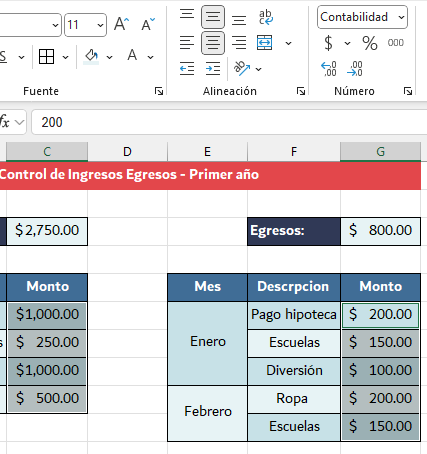 11 A^ A˅ ab Contabilidad
S A $ % 000
Fuente Alineación Número
fx 200
C D E F G
Control de Ingresos Egresos - Primer año
$2,750.00 Egresos: $ 800.00
Monto Mes Descrpcion Monto
$1,000.00 Enero Pago hipoteca $ 200.00
s $ 250.00 Escuelas $ 150.00
$1,000.00 Diversión $ 100.00
$ 500.00 Febrero Ropa $ 200.00
Escuelas $ 150.00